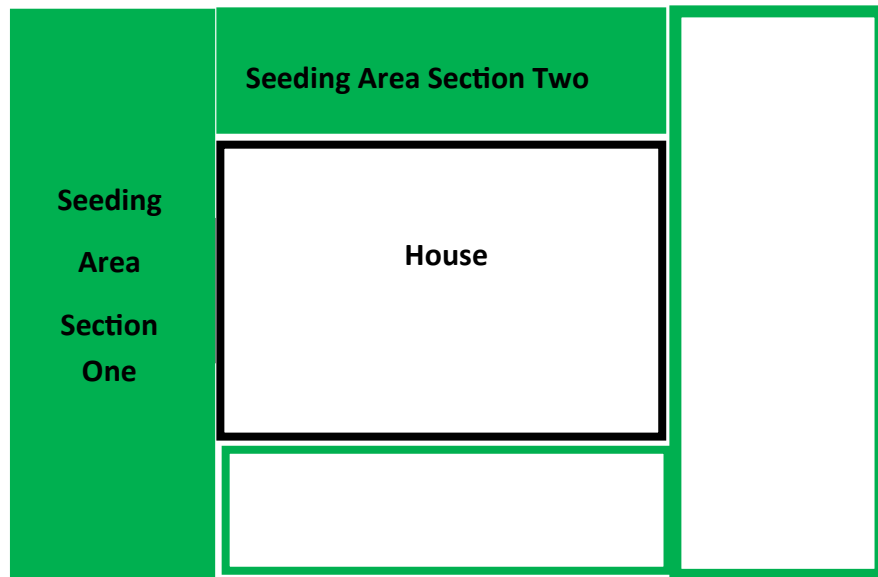 Seeding Area Section Two
Seeding
Area
Section
One
House